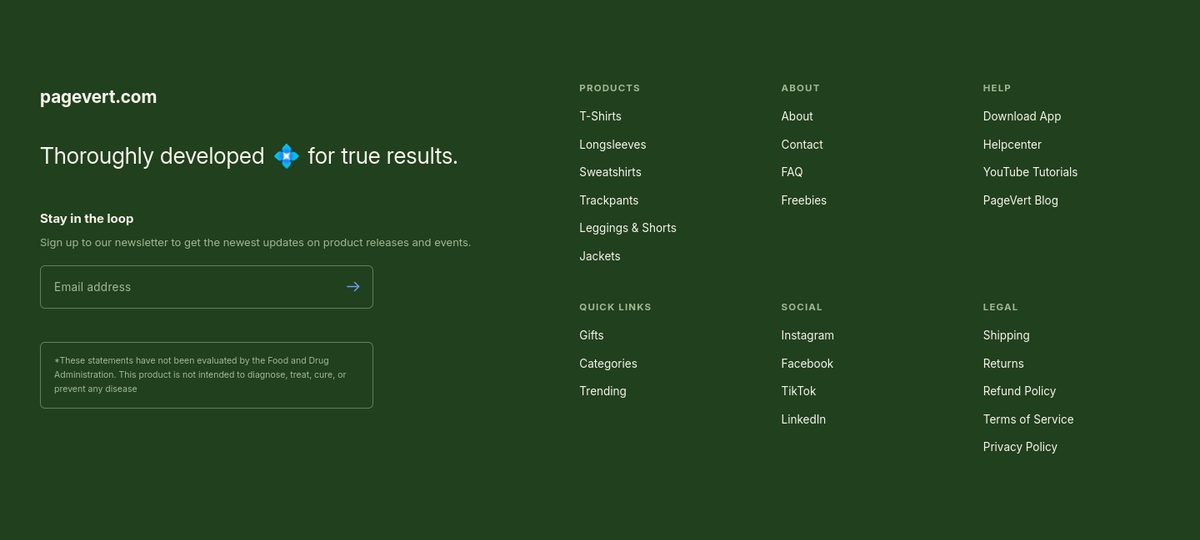 pagevert.com
Thoroughly developed 💠 for true results.
Stay in the loop
Sign up to our newsletter to get the newest updates on product releases and events.
Email address
*These statements have not been evaluated by the Food and Drug
Administration. This product is not intended to diagnose, treat, cure, or
prevent any disease
PRODUCTS
T-Shirts
Longsleeves
Sweatshirts
Trackpants
Leggings & Shorts
Jackets
ABOUT
About
Contact
FAQ
Freebies
HELP
Download App
Helpcenter
YouTube Tutorials
PageVert Blog
QUICK LINKS
Gifts
Categories
Trending
SOCIAL
Instagram
Facebook
TikTok
LinkedIn
LEGAL
Shipping
Returns
Refund Policy
Terms of Service
Privacy Policy